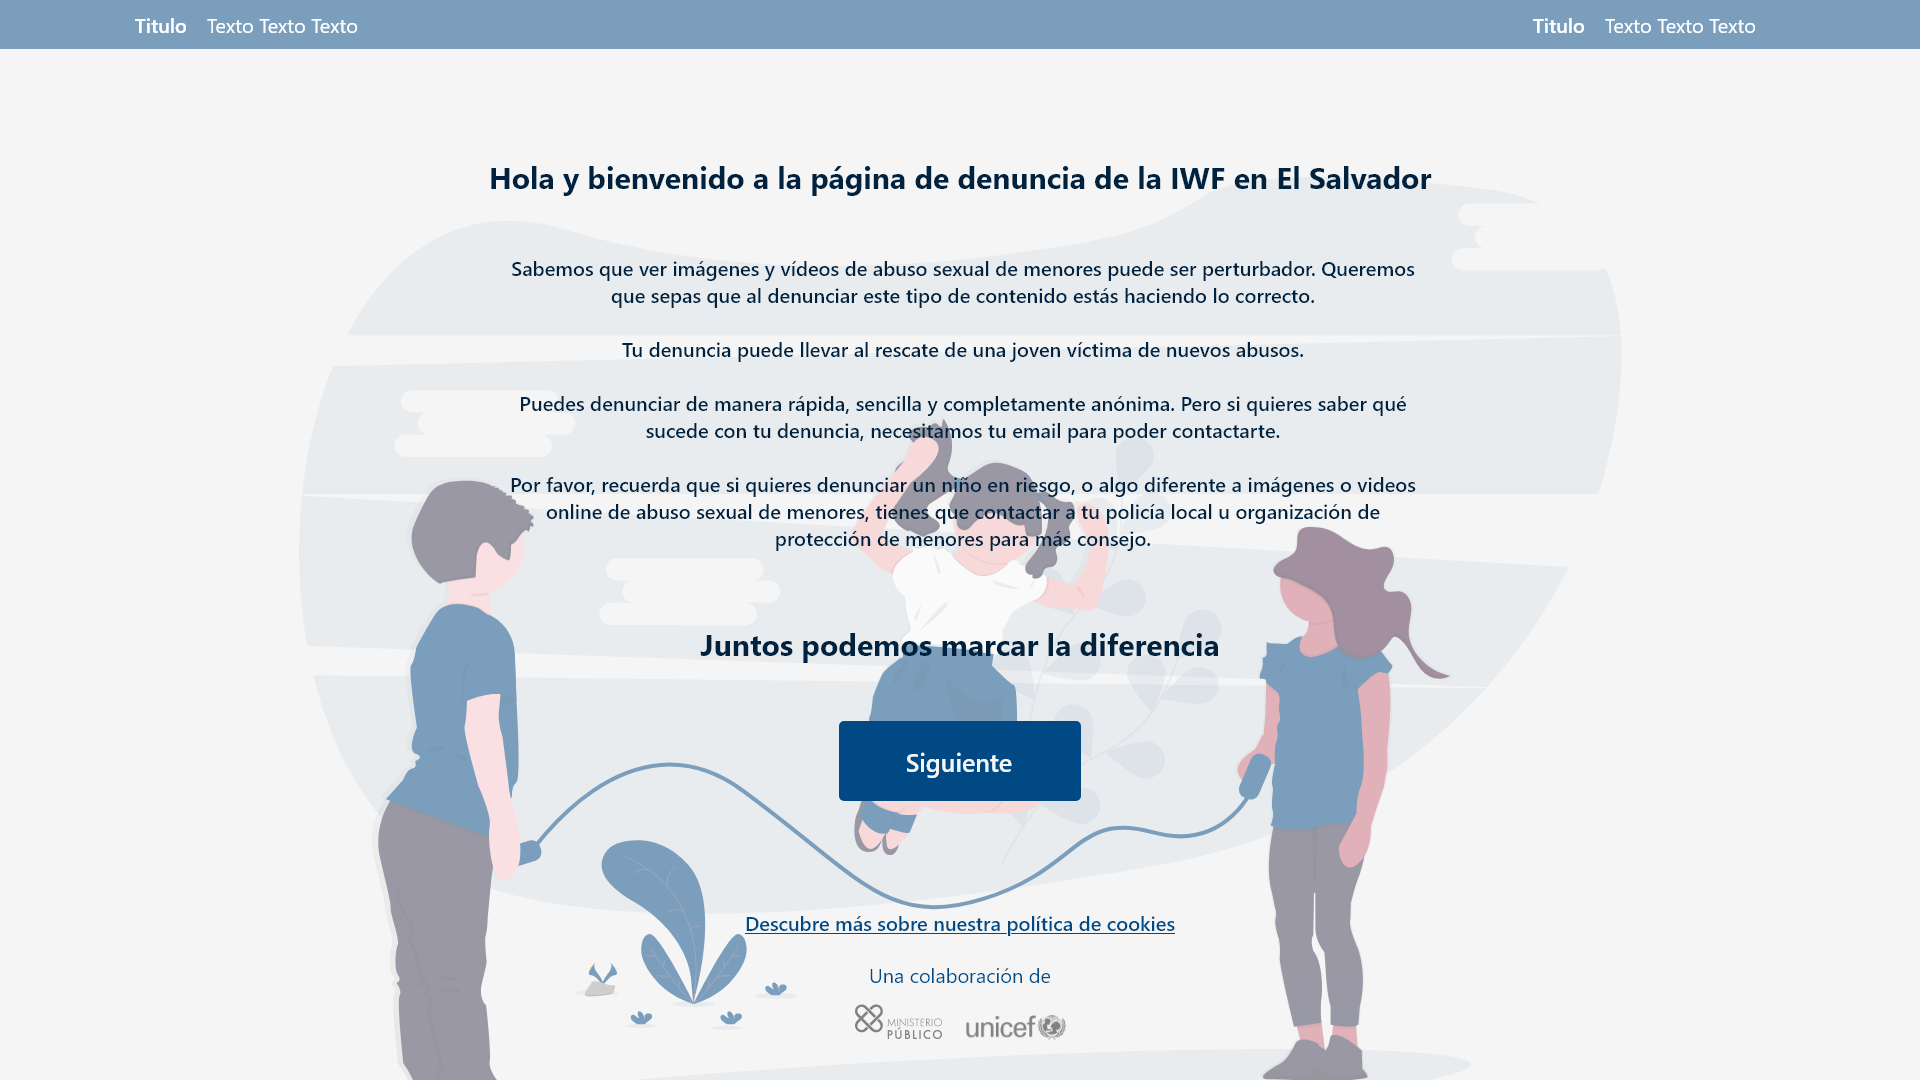 Titulo Texto Texto Texto
Titulo Texto Texto Texto
Hola y bienvenido a la página de denuncia de la IWF en El Salvador
Sabemos que ver imágenes y vídeos de abuso sexual de menores puede ser perturbador. Queremos
que sepas que al denunciar este tipo de contenido estás haciendo lo correcto.
Tu denuncia puede llevar al rescate de una joven víctima de nuevos abusos.
Puedes denunciar de manera rápida, sencilla y completamente anónima. Pero si quieres saber qué
sucede con tu denuncia, necesitamos tu email para poder contactarte.
Por favor, recuerda que si quieres denunciar un niño en riesgo, o algo diferente a imágenes o videos
online de abuso sexual de menores, tienes que contactar a tu policía local u organización de
protección de menores para más consejo.
Juntos podemos marcar la diferencia
Siguiente
Descubre más sobre nuestra política de cookies
Una colaboración de
MINISTERIO
PÚBLICO
unicef